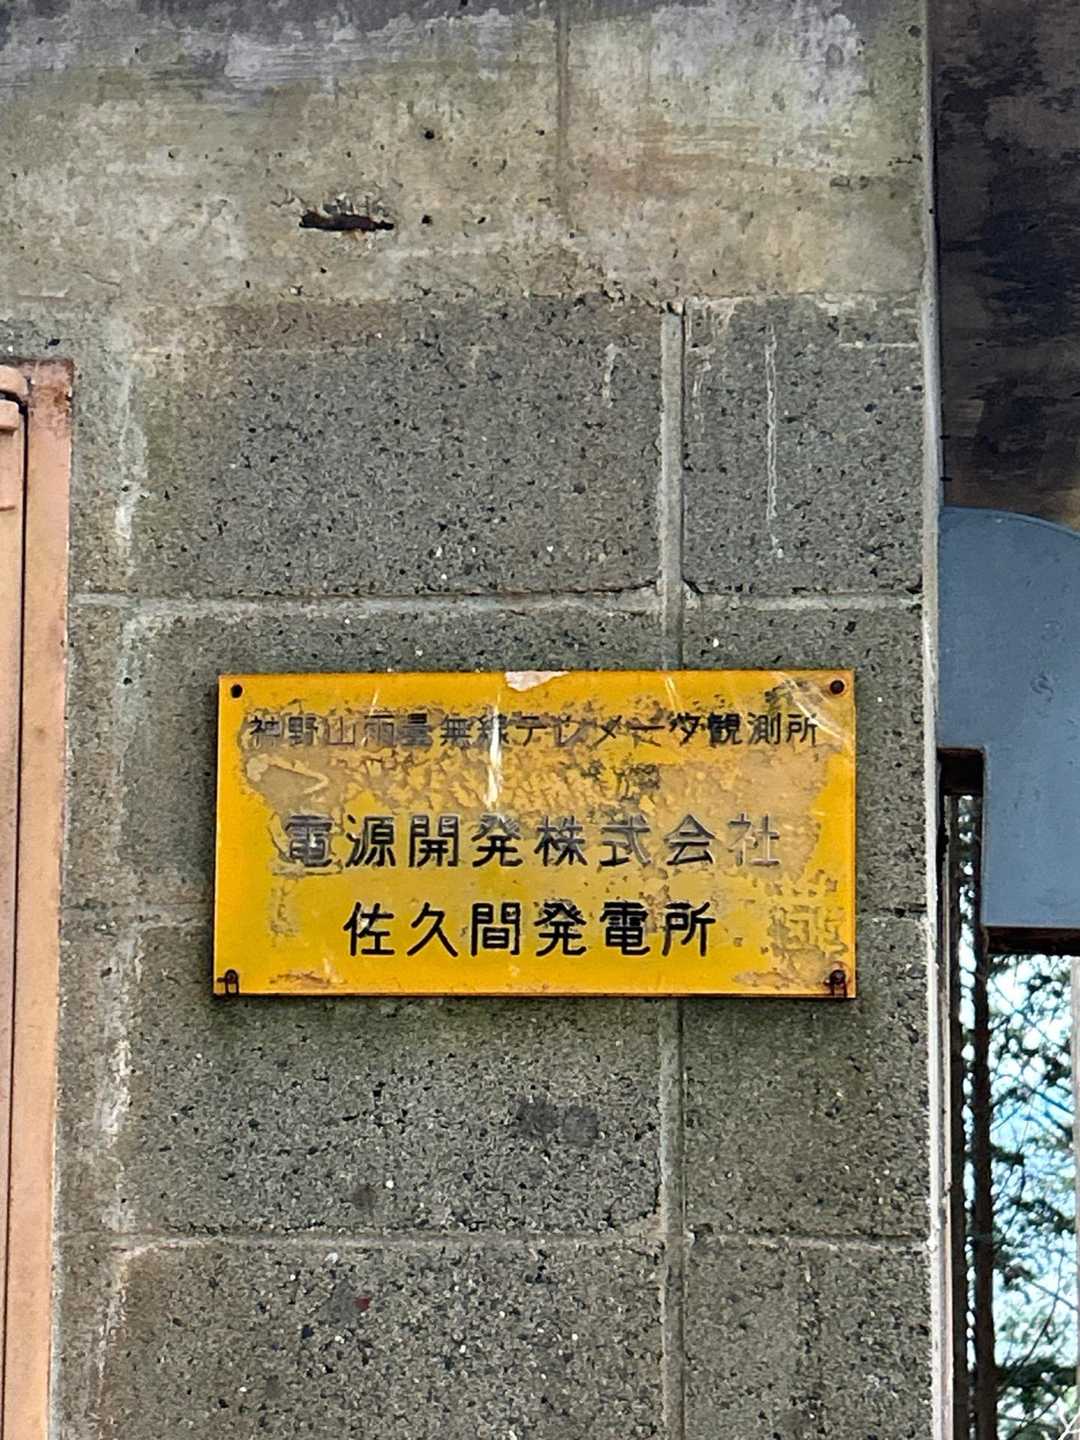 神野山雨量無線テレメータ観測所
電源開発株式会社
佐久間発電所